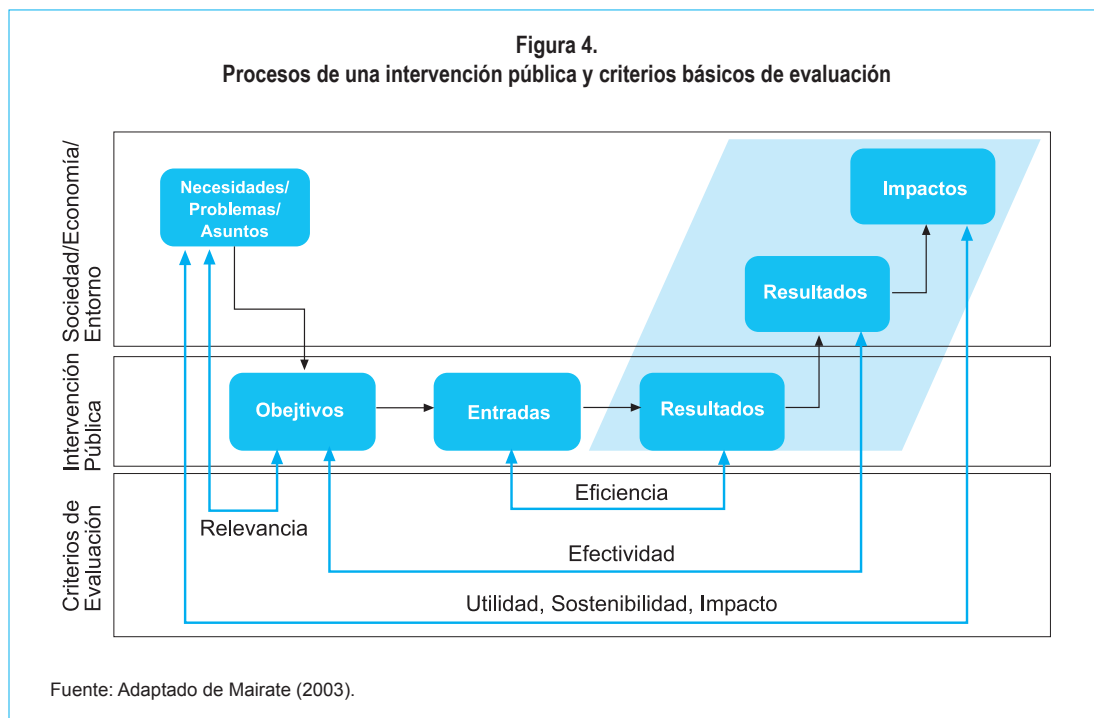 Figura 4.
Procesos de una intervención pública y criterios básicos de evaluación
Sociedad/Economía/
Entorno
Necesidades/
Problemas/
Asuntos
Impactos
Resultados
Intervención
Pública
Obejtivos
Entradas
Resultados
Criterios de
Evaluación
Relevancia
Eficiencia
Efectividad
Utilidad, Sostenibilidad, Impacto
Fuente: Adaptado de Mairate (2003).